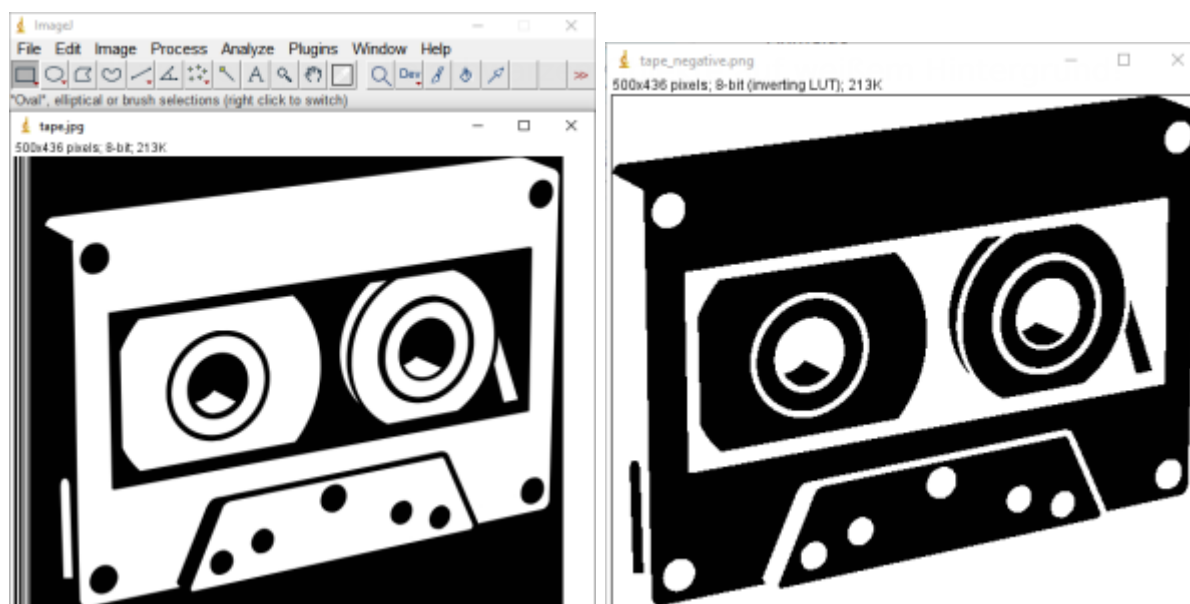 ImageJ
File Edit Image Process Analyze Plugins Window Help
Dev
>>
"Oval", elliptical or brush selections (right click to switch)
tape.jpg
500x436 pixels; 8-bit; 213K
tape_negative.png
500x436 pixels; 8-bit (inverting LUT); 213K